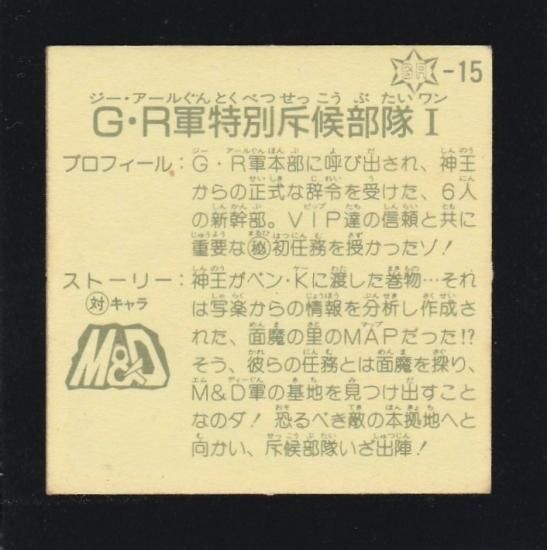 GR -15
ジー・アールぐんとくべつせっこう ぶ たいワン
G・R軍特別斥候部隊I
プロフィール：G・R軍本部に呼び出され、神王
からの正式な辞令を受けた、6人
の新幹部。VIP達の信頼と共に
重要な㊙初任務を授かったゾ！
ストーリー：神王がベン・Kに渡した巻物…それ
対キャラ
は写楽からの情報を分析し作成さ
れた、面魔の里のMAPだった!?
そう、彼らの任務とは面魔を探り、
M&D
M&D軍の基地を見つけ出すこと
なのダ！恐るべき敵の本拠地へと
向かい、斥候部隊いざ出陣！